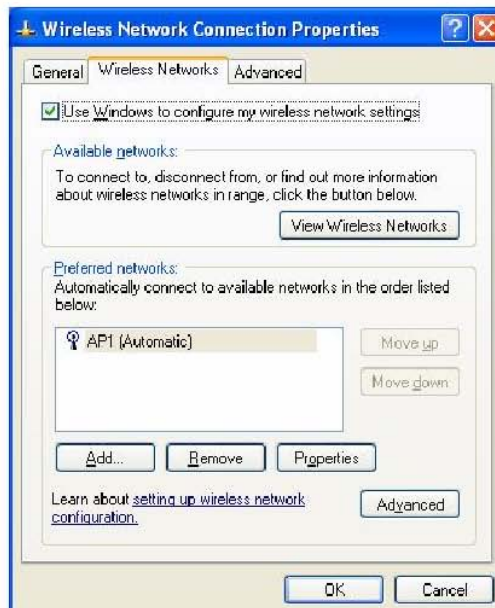 Wireless Network Connection Properties
General Wireless Networks Advanced
Use Windows to configure my wireless network settings
Available networks:
To connect to, disconnect from, or find out more information
about wireless networks in range, click the button below.
View Wireless Networks
Preferred networks:
Automatically connect to available networks in the order listed
below:
AP1 (Automatic)
Move up
Move down
Add... Remove Properties
Learn about setting up wireless network
configuration.
Advanced
OK Cancel